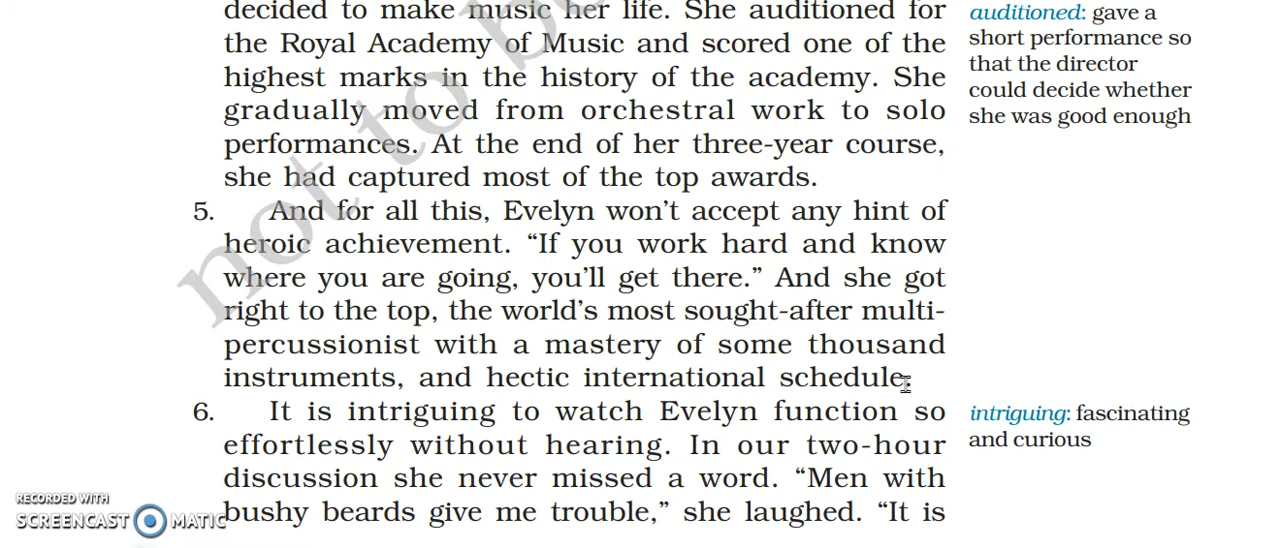 decided to make music her life. She auditioned for
the Royal Academy of Music and scored one of the
highest marks in the history of the academy. She
gradually moved from orchestral work to solo
performances. At the end of her three-year course,
she had captured most of the top awards.
5. And for all this, Evelyn won't accept any hint of
heroic achievement. “If you work hard and know
where you are going, you'll get there.” And she got
right to the top, the world's most sought-after multi-
percussionist with a mastery of some thousand
instruments, and hectic international schedule.
6. It is intriguing to watch Evelyn function so
effortlessly without hearing. In our two-hour
discussion she never missed a word. “Men with
bushy beards give me trouble,” she laughed. “It is
auditioned: gave a
short performance so
that the director
could decide whether
she was good enough
intriguing: fascinating
and curious
not to be
RECORDED WITH
SCREENCAST MATIC